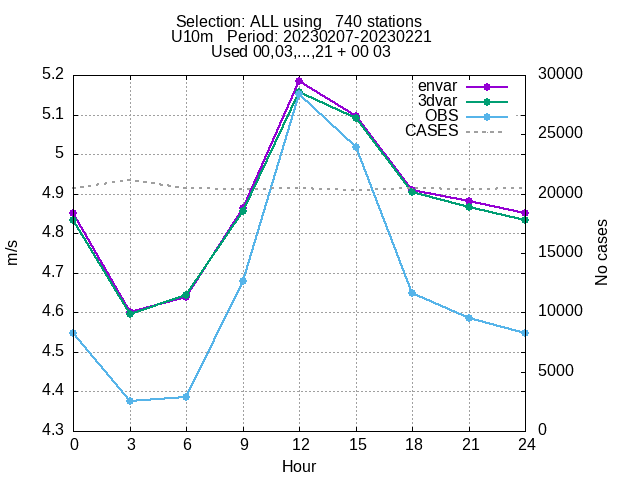 Selection: ALL using   740 stations
U10m   Period: 20230207-20230221
Used 00,03,...,21 + 00 03
5.2
5.1
5
4.9
4.8
4.7
4.6
4.5
4.4
4.3
m/s
envar
3dvar
OBS
CASES
30000
25000
20000
15000
10000
5000
0
No cases
0 3 6 9 12 15 18 21 24
Hour